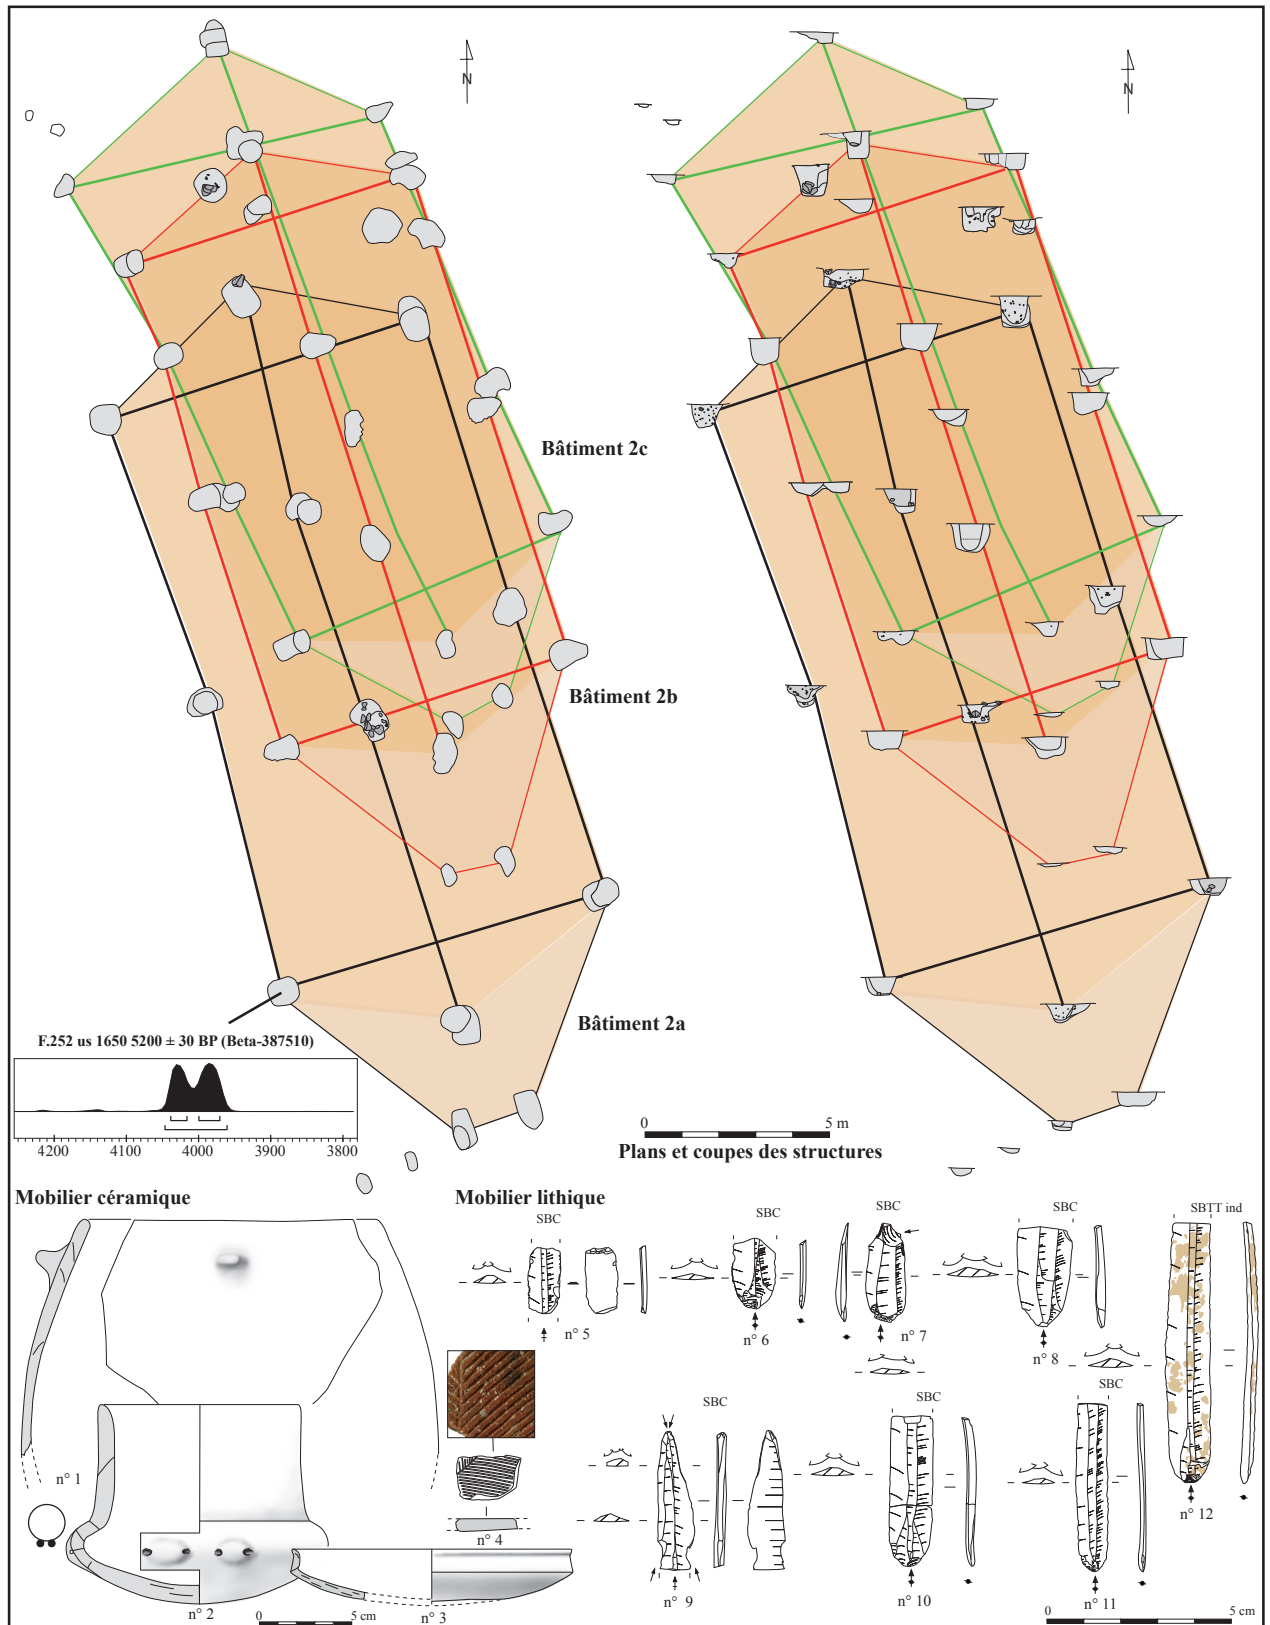 N
N
Bâtiment 2c
Bâtiment 2b
Bâtiment 2a
F.252 us 1650 5200 ± 30 BP (Beta-387510)
4200 4100 4000 3900 3800
0 5 m
Plans et coupes des structures
Mobilier céramique
Mobilier lithique
SBC
SBC
SBC
SBC
SBTT ind
n° 5
n° 6
n° 7
n° 8
SBC
SBC
SBC
n° 1
n° 4
n° 12
n° 9
n° 10
n° 11
n° 2
0 5 cm
n° 3
0 5 cm